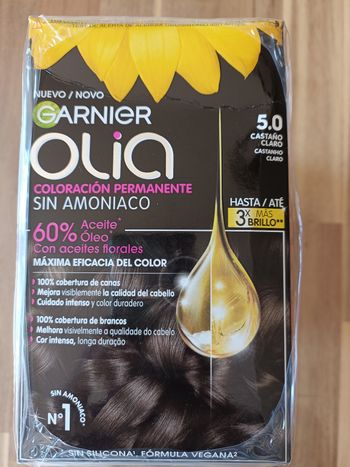 NUEVO / NOVO
GARNIER
OLIA
COLORACIÓN PERMANENTE
SIN AMONIACO
5.0
CASTAÑO
CLARO
CASTANHO
CLARO
60% Aceite*
Óleo*
Con aceites florales
MÁXIMA EFICACIA DEL COLOR
HASTA / ATÉ
3X MÁS
BRILLO**
100% cobertura de canas
Mejora visiblemente la calidad del cabello
Cuidado intenso y color duradero
100% cobertura de brancos
Melhora visivelmente a qualidade do cabelo
Cor intensa, longa duração
SIN AMONIACO*
Nº1
SIN SILICONA¹, FÓRMULA VEGANA²